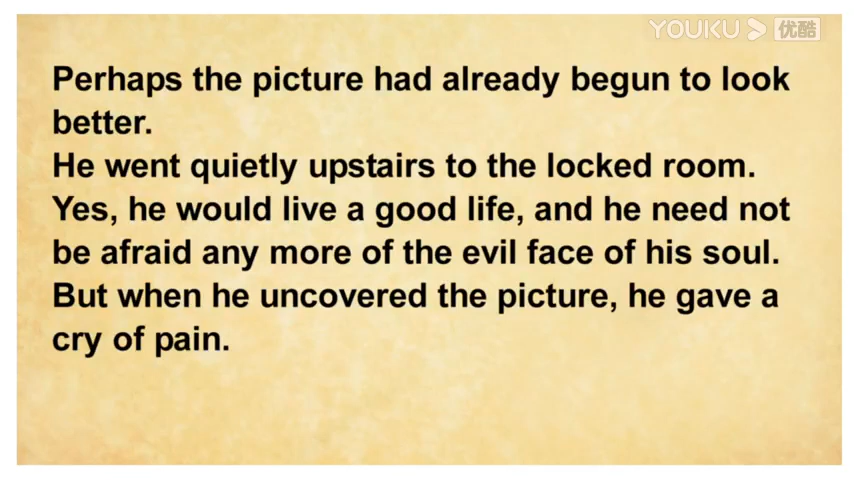 YOUKU 优酷
Perhaps the picture had already begun to look
better.
He went quietly upstairs to the locked room.
Yes, he would live a good life, and he need not
be afraid any more of the evil face of his soul.
But when he uncovered the picture, he gave a
cry of pain.